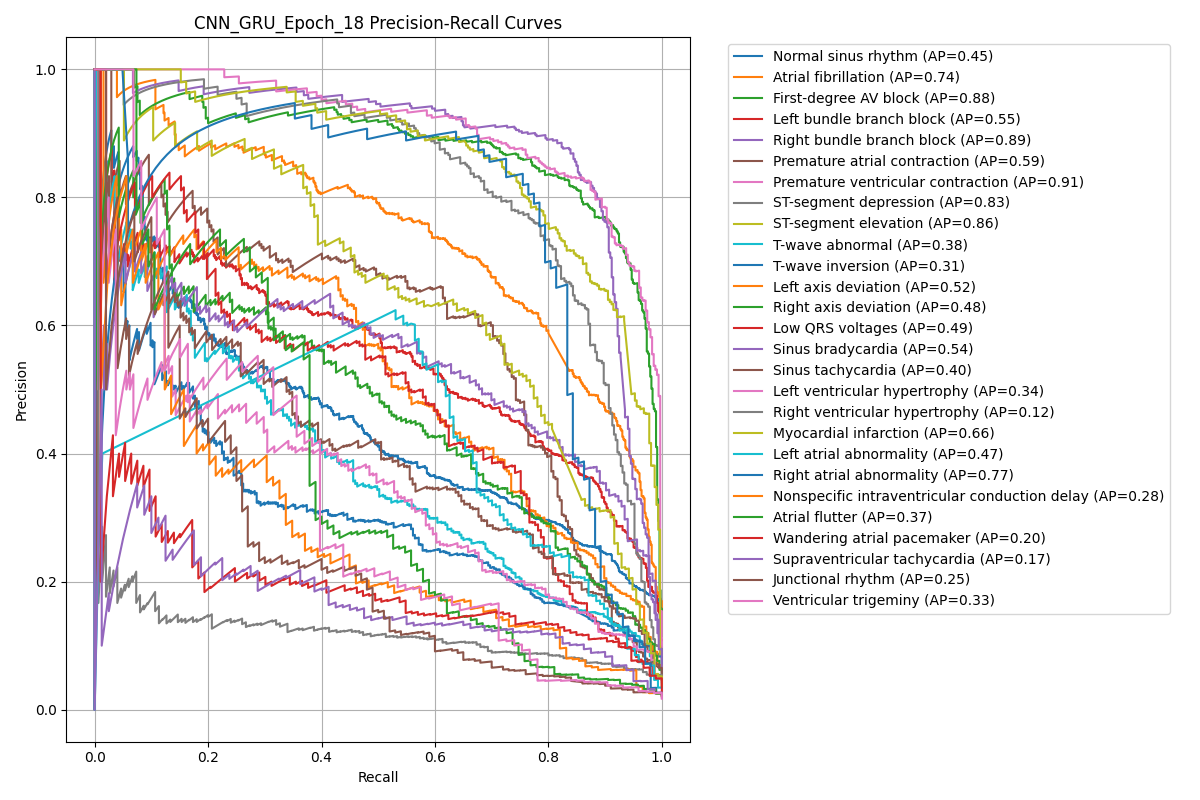 CNN_GRU_Epoch_18 Precision-Recall Curves
Precision
1.0
0.8
0.6
0.4
0.2
0.0
0.0 0.2 0.4 0.6 0.8 1.0
Recall
Normal sinus rhythm (AP=0.45)
Atrial fibrillation (AP=0.74)
First-degree AV block (AP=0.88)
Left bundle branch block (AP=0.55)
Right bundle branch block (AP=0.89)
Premature atrial contraction (AP=0.59)
Premature ventricular contraction (AP=0.91)
ST-segment depression (AP=0.83)
ST-segment elevation (AP=0.86)
T-wave abnormal (AP=0.38)
T-wave inversion (AP=0.31)
Left axis deviation (AP=0.52)
Right axis deviation (AP=0.48)
Low QRS voltages (AP=0.49)
Sinus bradycardia (AP=0.54)
Sinus tachycardia (AP=0.40)
Left ventricular hypertrophy (AP=0.34)
Right ventricular hypertrophy (AP=0.12)
Myocardial infarction (AP=0.66)
Left atrial abnormality (AP=0.47)
Right atrial abnormality (AP=0.77)
Nonspecific intraventricular conduction delay (AP=0.28)
Atrial flutter (AP=0.37)
Wandering atrial pacemaker (AP=0.20)
Supraventricular tachycardia (AP=0.17)
Junctional rhythm (AP=0.25)
Ventricular trigeminy (AP=0.33)